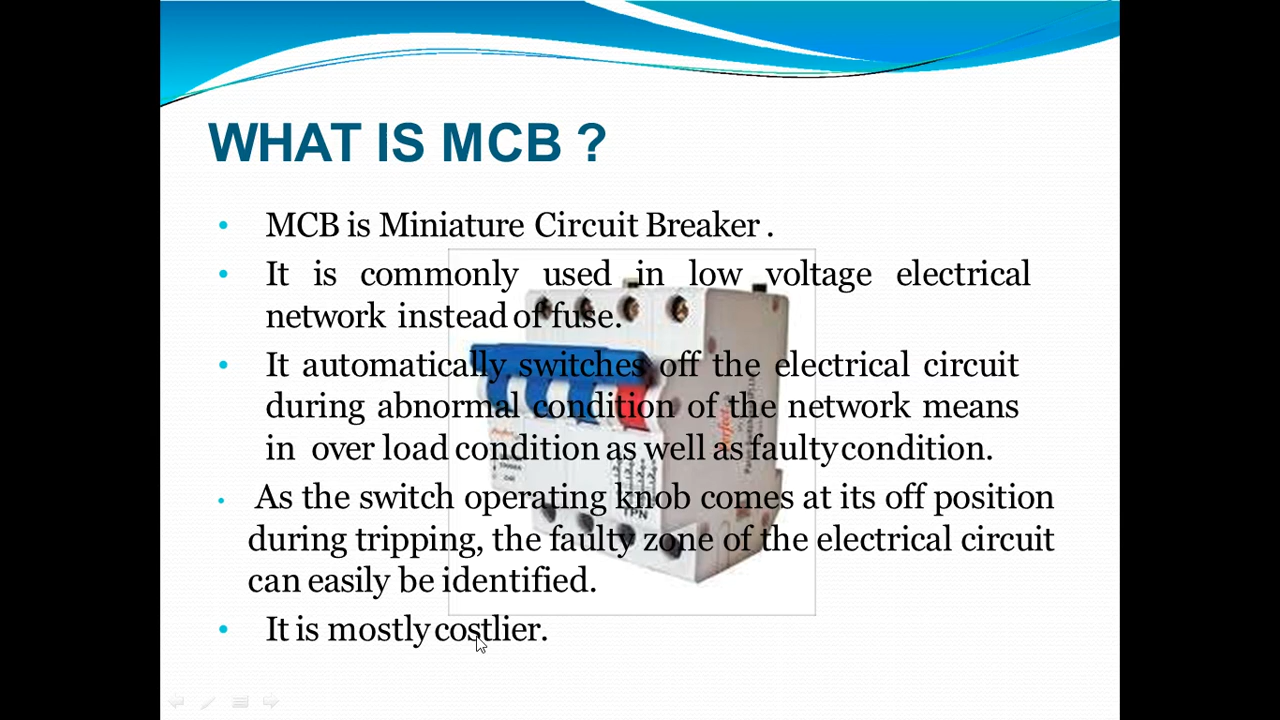 WHAT IS MCB ?
• MCB is Miniature Circuit Breaker .
• It is commonly used in low voltage electrical
network instead of fuse.
• It automatically switches off the electrical circuit
during abnormal condition of the network means
in over load condition as well as faulty condition.
• As the switch operating knob comes at its off position
during tripping, the faulty zone of the electrical circuit
can easily be identified.
• It is mostly costlier.
TPN